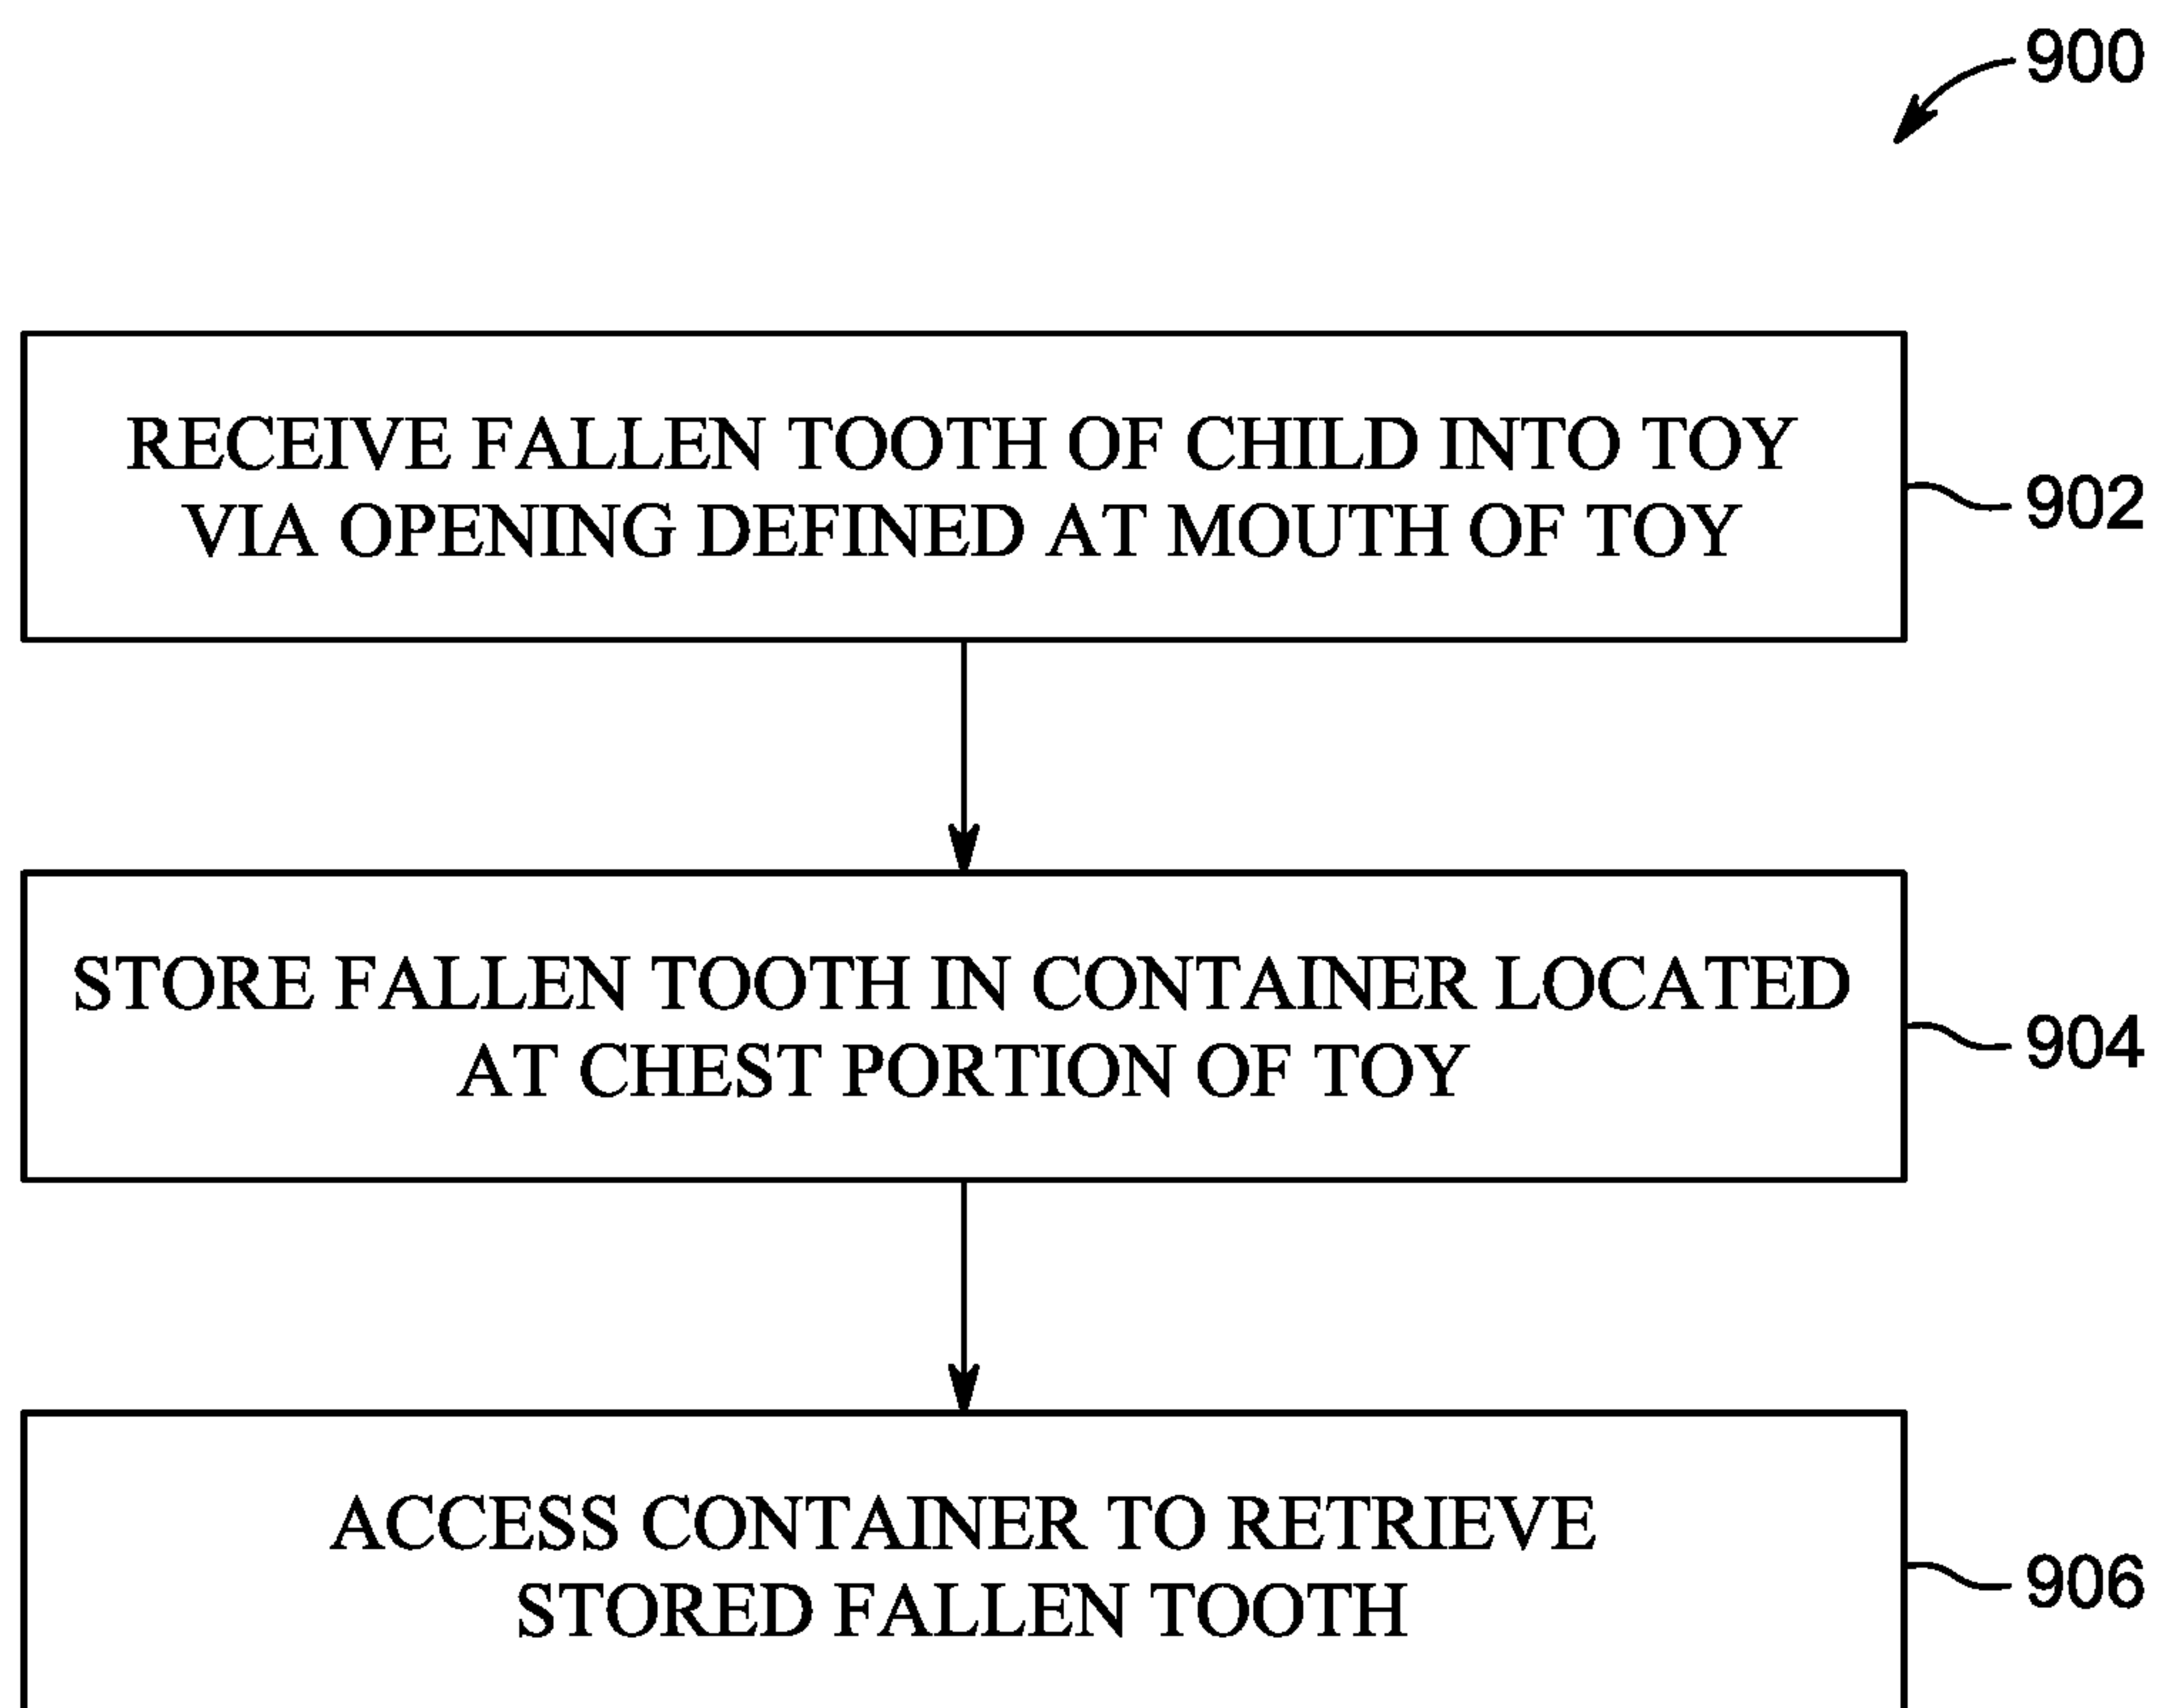 900
RECEIVE FALLEN TOOTH OF CHILD INTO TOY
VIA OPENING DEFINED AT MOUTH OF TOY
902
STORE FALLEN TOOTH IN CONTAINER LOCATED
AT CHEST PORTION OF TOY
904
ACCESS CONTAINER TO RETRIEVE
STORED FALLEN TOOTH
906